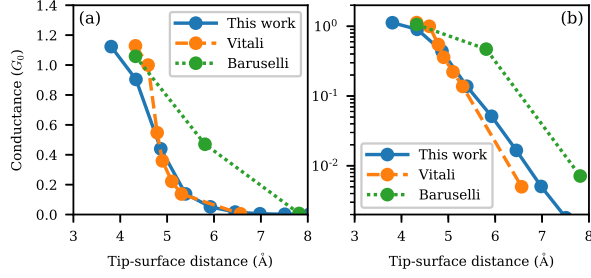 (a)
This work
Vitali
Baruselli
Conductance (G₀)
1.4
1.2
1.0
0.8
0.6
0.4
0.2
0.0
3 4 5 6 7 8
Tip-surface distance (Å)
(b)
This work
Vitali
Baruselli
10⁰
10⁻¹
10⁻²
3 4 5 6 7 8
Tip-surface distance (Å)